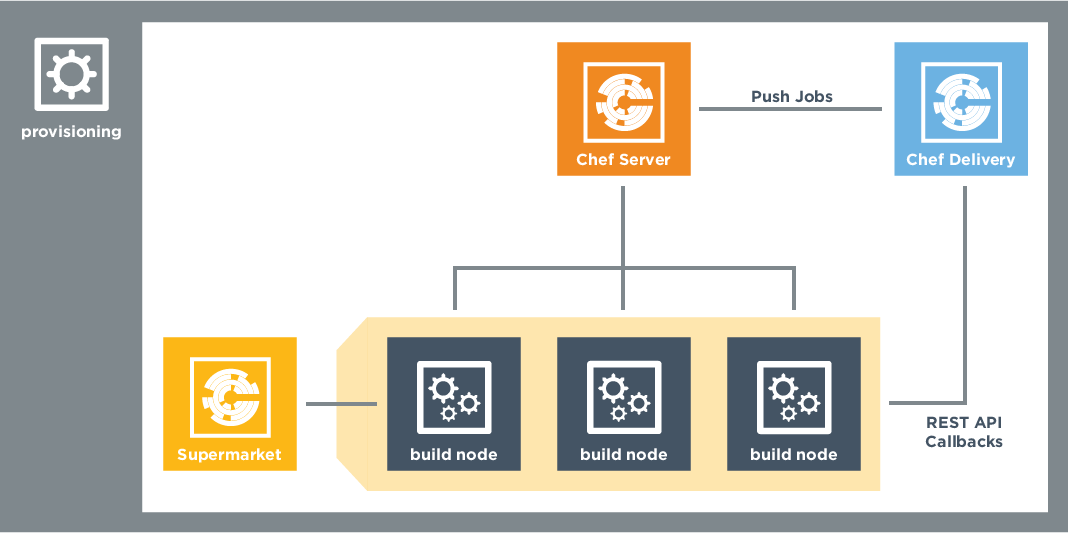 provisioning
Chef Server
Push Jobs
Chef Delivery
Supermarket
build node
build node
build node
REST API
Callbacks